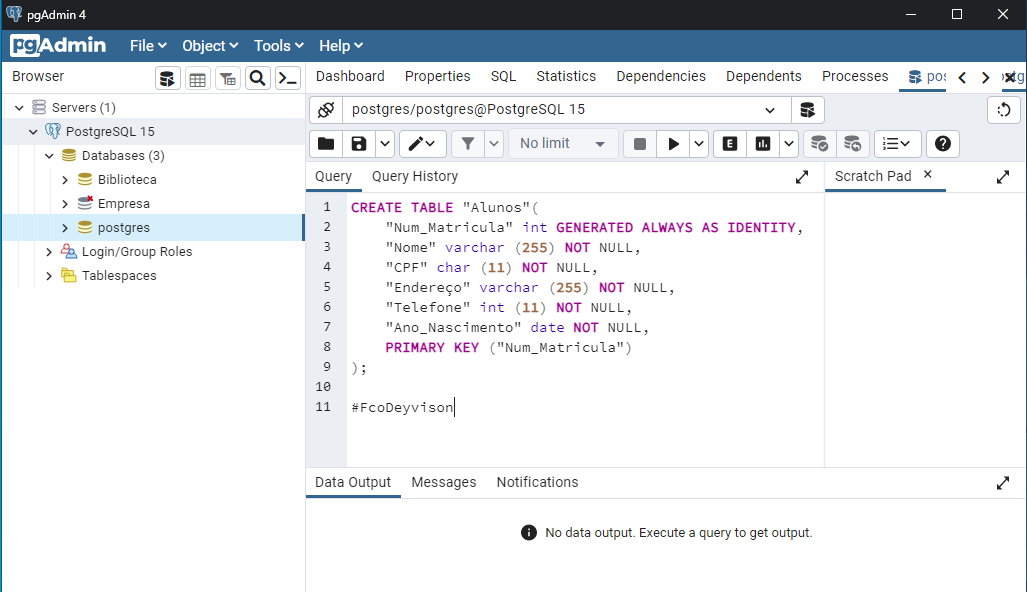 pgAdmin 4
pgAdmin File Object Tools Help
Browser
Dashboard Properties SQL Statistics Dependencies Dependents Processes pos
Servers (1)
PostgreSQL 15
Databases (3)
Biblioteca
Empresa
postgres
Login/Group Roles
Tablespaces
postgres/postgres@PostgreSQL 15
No limit E
Query Query History
Scratch Pad
1 CREATE TABLE "Alunos"(
2 "Num_Matricula" int GENERATED ALWAYS AS IDENTITY,
3 "Nome" varchar (255) NOT NULL,
4 "CPF" char (11) NOT NULL,
5 "Endereço" varchar (255) NOT NULL,
6 "Telefone" int (11) NOT NULL,
7 "Ano_Nascimento" date NOT NULL,
8 PRIMARY KEY ("Num_Matricula")
9 );
10
11 #FcoDeyvison
Data Output Messages Notifications
No data output. Execute a query to get output.